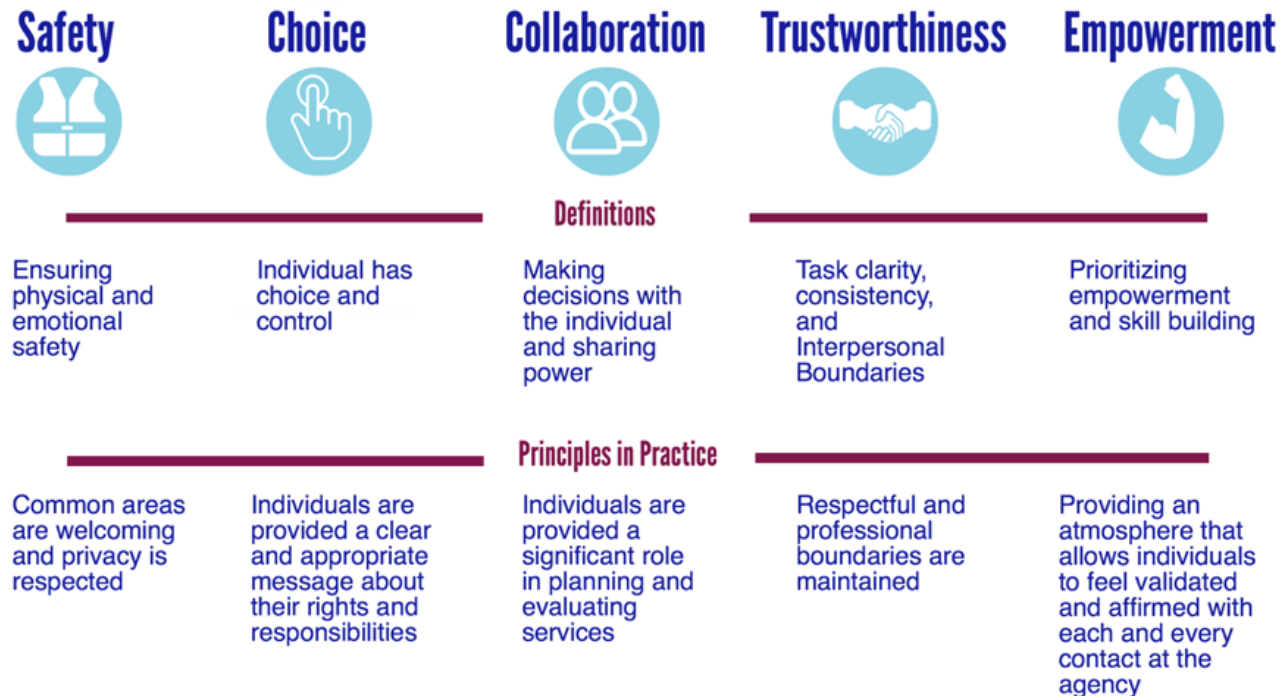 Safety
Choice
Collaboration
Trustworthiness
Empowerment
Definitions
Ensuring
physical and
emotional
safety
Individual has
choice and
control
Making
decisions with
the individual
and sharing
power
Task clarity,
consistency,
and
Interpersonal
Boundaries
Prioritizing
empowerment
and skill building
Principles in Practice
Common areas
are welcoming
and privacy is
respected
Individuals are
provided a clear
and appropriate
message about
their rights and
responsibilities
Individuals are
provided a
significant role
in planning and
evaluating
services
Respectful and
professional
boundaries are
maintained
Providing an
atmosphere that
allows individuals
to feel validated
and affirmed with
each and every
contact at the
agency